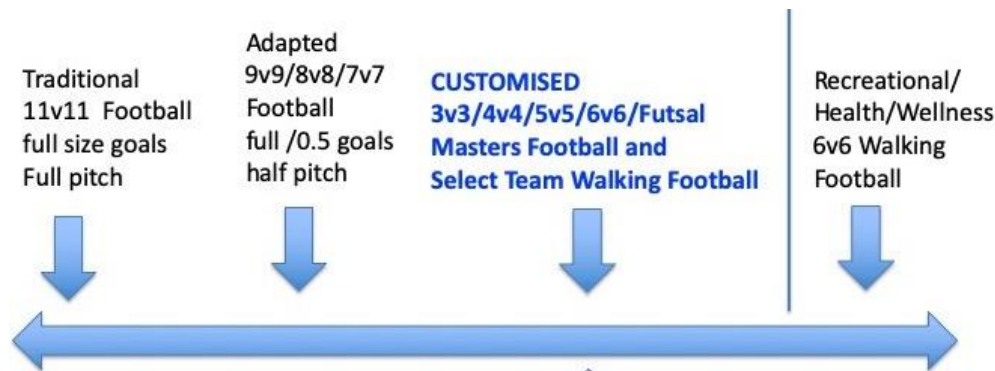 Traditional
11v11 Football
full size goals
Full pitch
Adapted
9v9/8v8/7v7
Football
full /0.5 goals
half pitch
CUSTOMISED
3v3/4v4/5v5/6v6/Futsal
Masters Football and
Select Team Walking Football
Recreational/
Health/Wellness
6v6 Walking
Football